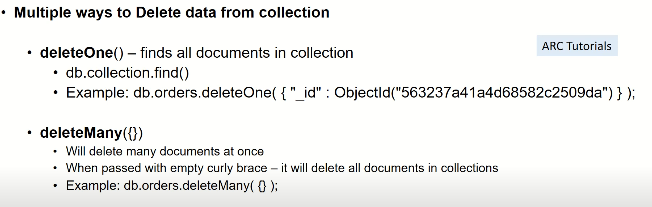 • Multiple ways to Delete data from collection
• deleteOne() – finds all documents in collection
ARC Tutorials
• db.collection.find()
• Example: db.orders.deleteOne( { "_id" : ObjectId("563237a41a4d68582c2509da") } );
• deleteMany({})
• Will delete many documents at once
• When passed with empty curly brace – it will delete all documents in collections
• Example: db.orders.deleteMany( {} );